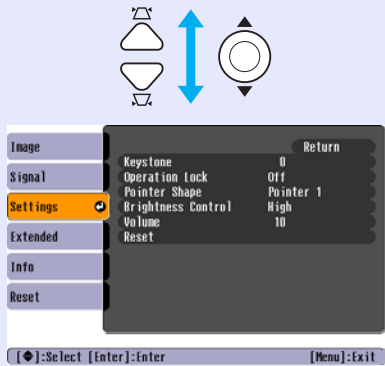 Image
Signal
Settings
Extended
Info
Reset
Return
Keystone 0
Operation Lock Off
Pointer Shape Pointer 1
Brightness Control High
Volume 10
Reset
[◆]:Select [Enter]:Enter [Menu]:Exit